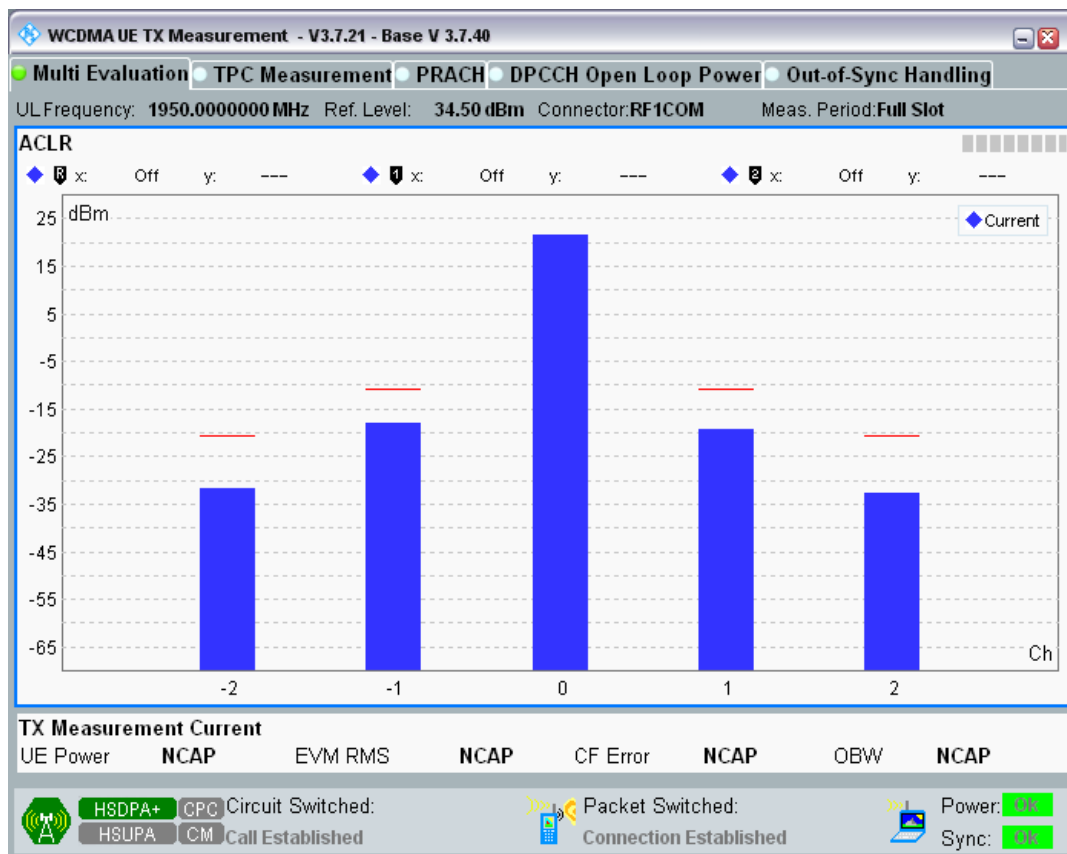 WCDMA UE TX Measurement - V3.7.21 - Base V 3.7.40
Multi Evaluation TPC Measurement PRACH DPCCH Open Loop Power Out-of-Sync Handling
UL Frequency: 1950.0000000 MHz Ref. Level: 34.50 dBm Connector:RF1COM Meas. Period:Full Slot
ACLR
R x: Off y: --- 1 x: Off y: --- 2 x: Off y: ---
dBm
Current
25
15
5
-5
-15
-25
-35
-45
-55
-65
Ch
-2 -1 0 1 2
TX Measurement Current
UE Power NCAP EVM RMS NCAP CF Error NCAP OBW NCAP
HSDPA+ CPC Circuit Switched: Packet Switched: Power: Ok
HSUPA CM Call Established Connection Established Sync: Ok